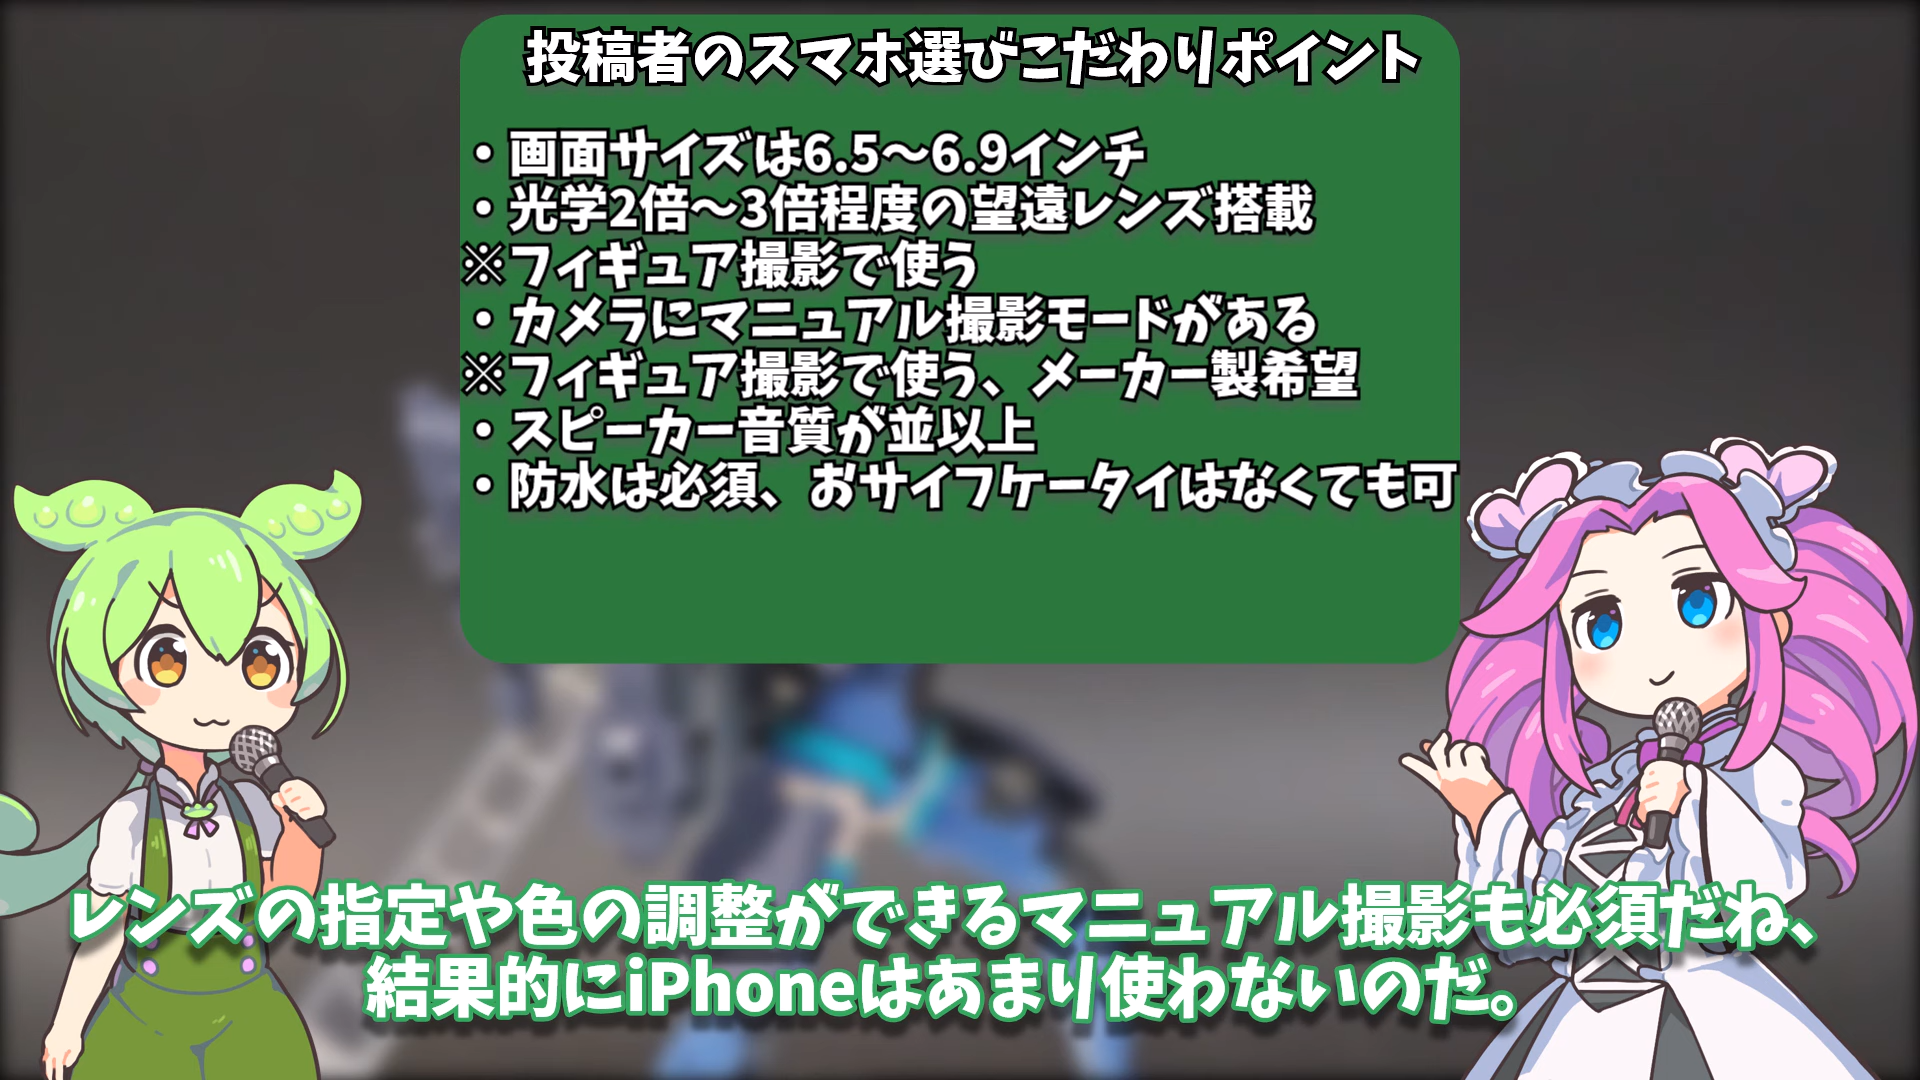 投稿者のスマホ選びこだわりポイント
・画面サイズは6.5～6.9インチ
・光学2倍～3倍程度の望遠レンズ搭載
※フィギュア撮影で使う
・カメラにマニュアル撮影モードがある
※フィギュア撮影で使う、メーカー製希望
・スピーカー音質が並以上
・防水は必須、おサイフケータイはなくても可
レンズの指定や色の調整ができるマニュアル撮影も必須だね、
結果的にiPhoneはあまり使わないのだ。